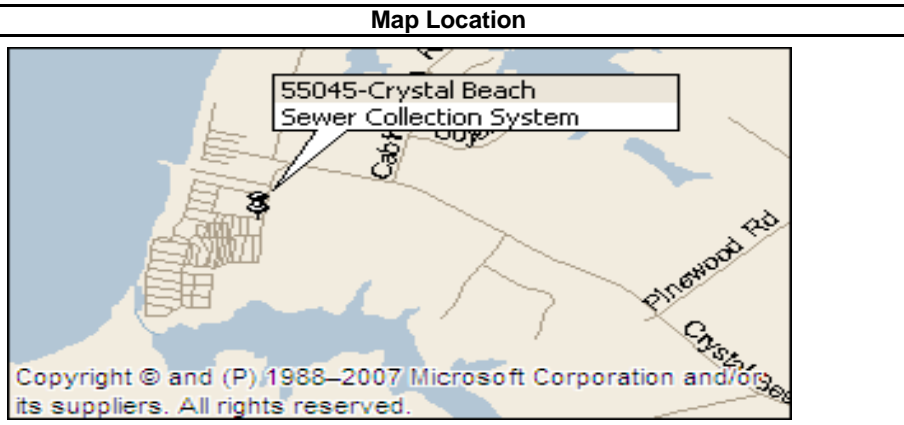 Map Location
55045-Crystal Beach
Sewer Collection System
Pinewood Rd
Copyright © and (P) 1988–2007 Microsoft Corporation and/or
its suppliers. All rights reserved.